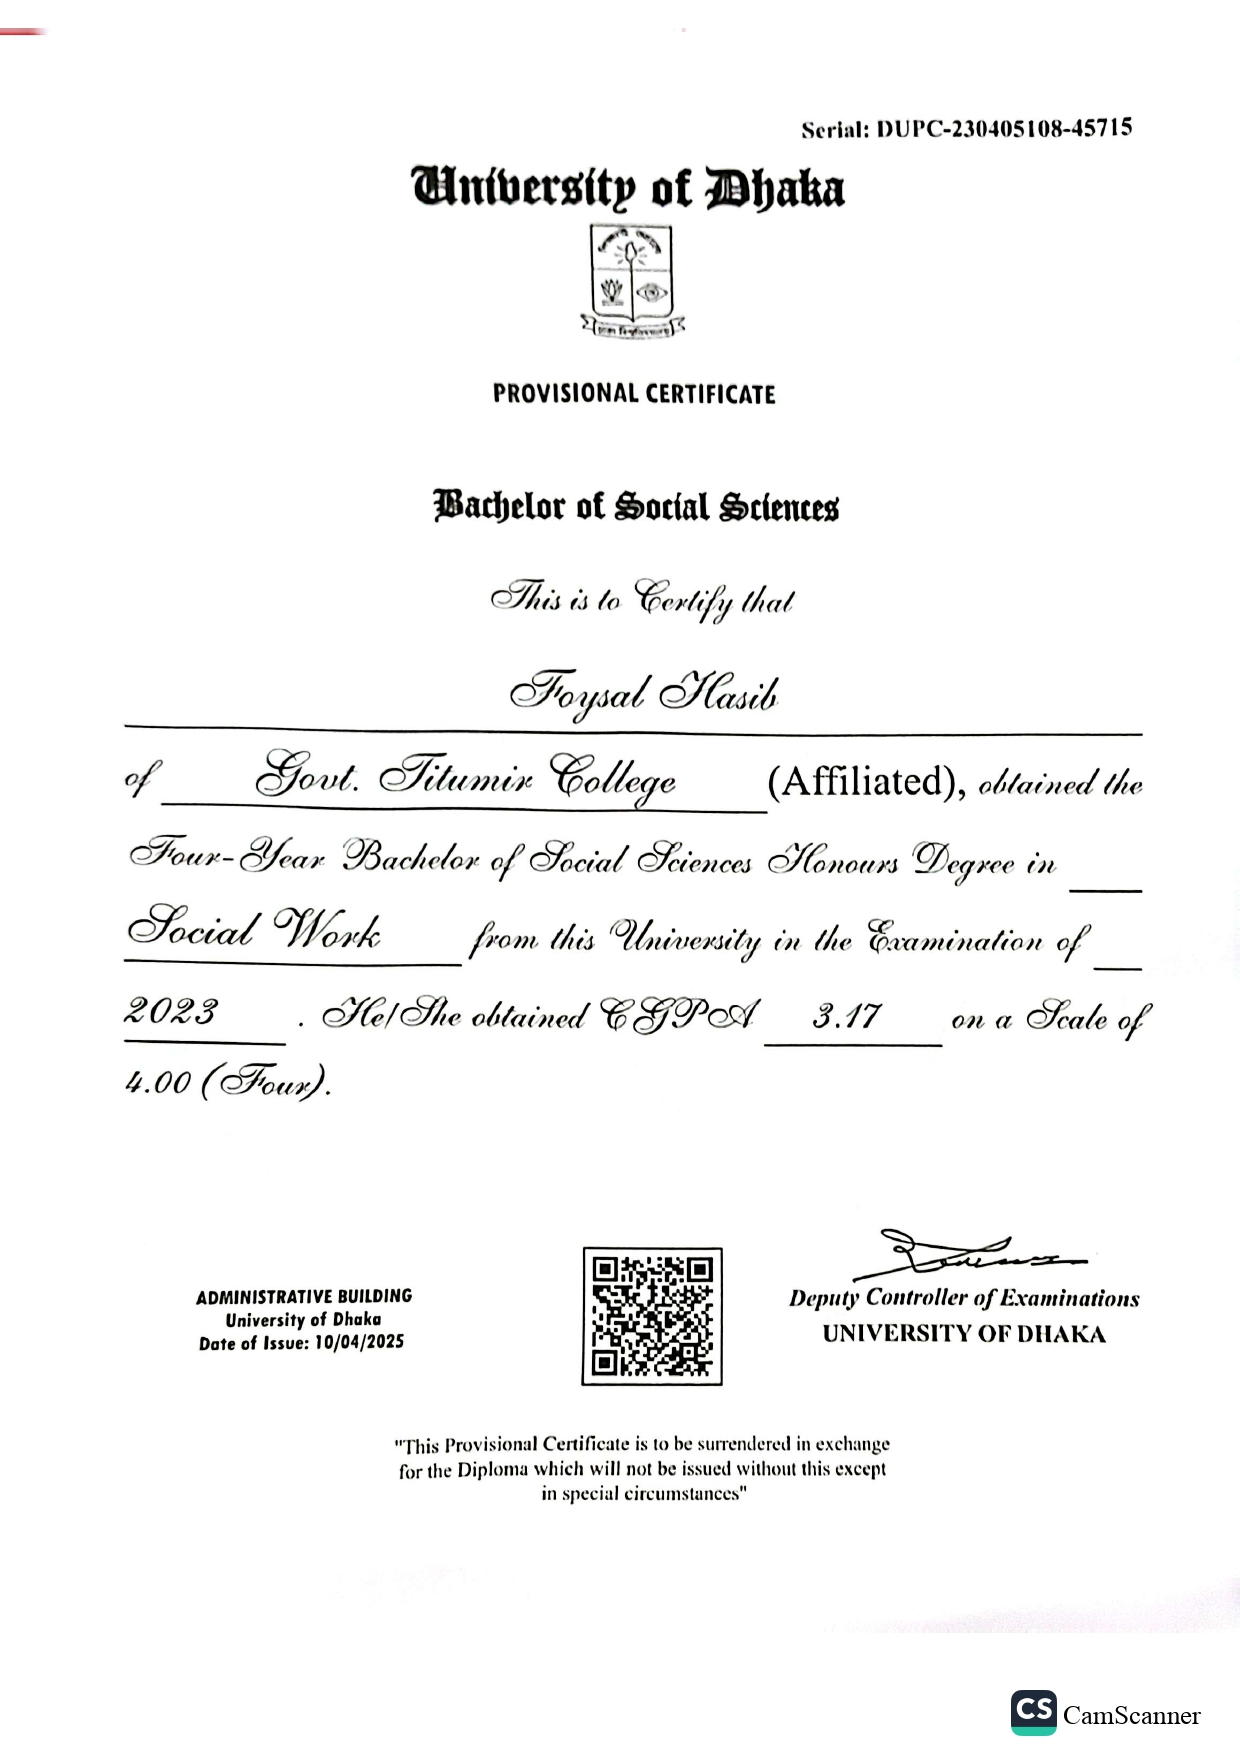 Serial: DUPC-230405108-45715
University of Dhaka
PROVISIONAL CERTIFICATE
Bachelor of Social Sciences
This is to Certify that
Foysal Hasib
of Govt. Titumir College (Affiliated), obtained the
Four-Year Bachelor of Social Sciences Honours Degree in
Social Work from this University in the Examination of
2023 . He/She obtained CGPA 3.17 on a Scale of
4.00 (Four).
ADMINISTRATIVE BUILDING
University of Dhaka
Date of Issue: 10/04/2025
Deputy Controller of Examinations
UNIVERSITY OF DHAKA
"This Provisional Certificate is to be surrendered in exchange
for the Diploma which will not be issued without this except
in special circumstances"
CS CamScanner